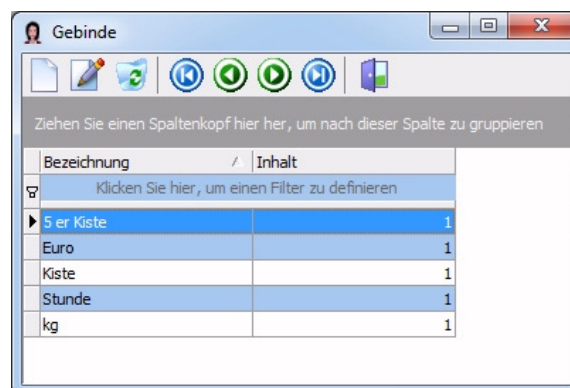 Gebinde
Ziehen Sie einen Spaltenkopf hier her, um nach dieser Spalte zu gruppieren
Bezeichnung Inhalt
Klicken Sie hier, um einen Filter zu definieren
5 er Kiste 1
Euro 1
Kiste 1
Stunde 1
kg 1